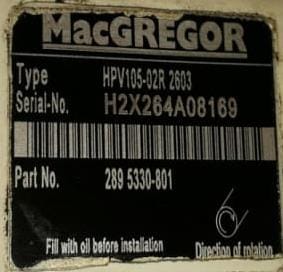 MacGREGOR
Type HPV105-02R 2603
Serial-No. H2X264A08169
Part No. 289 5330-801
Fill with oil before installation
Direction of rotation